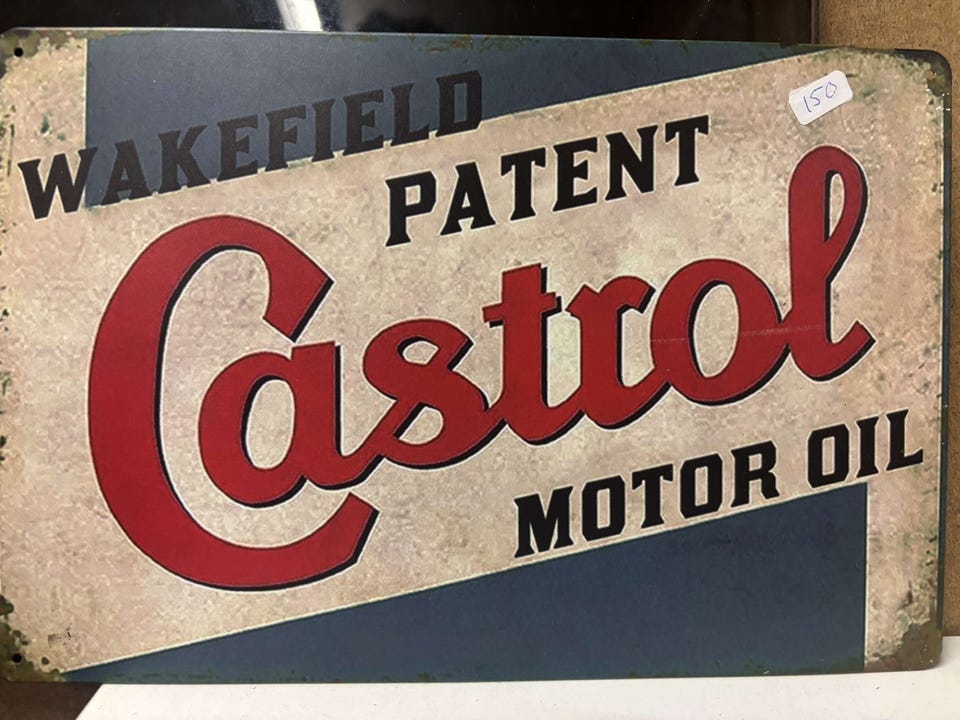 150
WAKEFIELD
PATENT
Castrol
MOTOR OIL